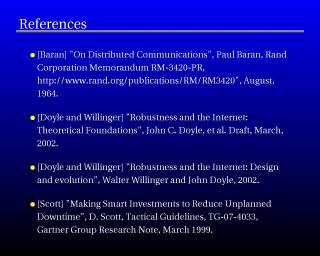 References
[Baran] "On Distributed Communications", Paul Baran, Rand
Corporation Memorandum RM-3420-PR,
http://www.rand.org/publications/RM/RM3420", August,
1964.
[Doyle and Willinger] "Robustness and the Internet:
Theoretical Foundations", John C. Doyle, et al. Draft, March,
2002.
[Doyle and Willinger] "Robustness and the Internet: Design
and evolution", Walter Willinger and John Doyle, 2002.
[Scott] "Making Smart Investments to Reduce Unplanned
Downtime", D. Scott, Tactical Guidelines, TG-07-4033,
Gartner Group Research Note, March 1999.